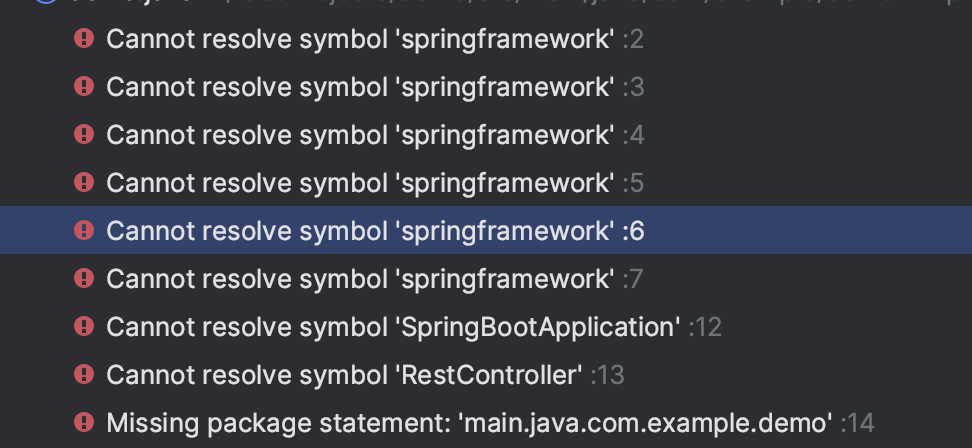 Cannot resolve symbol 'springframework' :2
Cannot resolve symbol 'springframework' :3
Cannot resolve symbol 'springframework' :4
Cannot resolve symbol 'springframework' :5
Cannot resolve symbol 'springframework' :6
Cannot resolve symbol 'springframework' :7
Cannot resolve symbol 'SpringBootApplication' :12
Cannot resolve symbol 'RestController' :13
Missing package statement: 'main.java.com.example.demo' :14